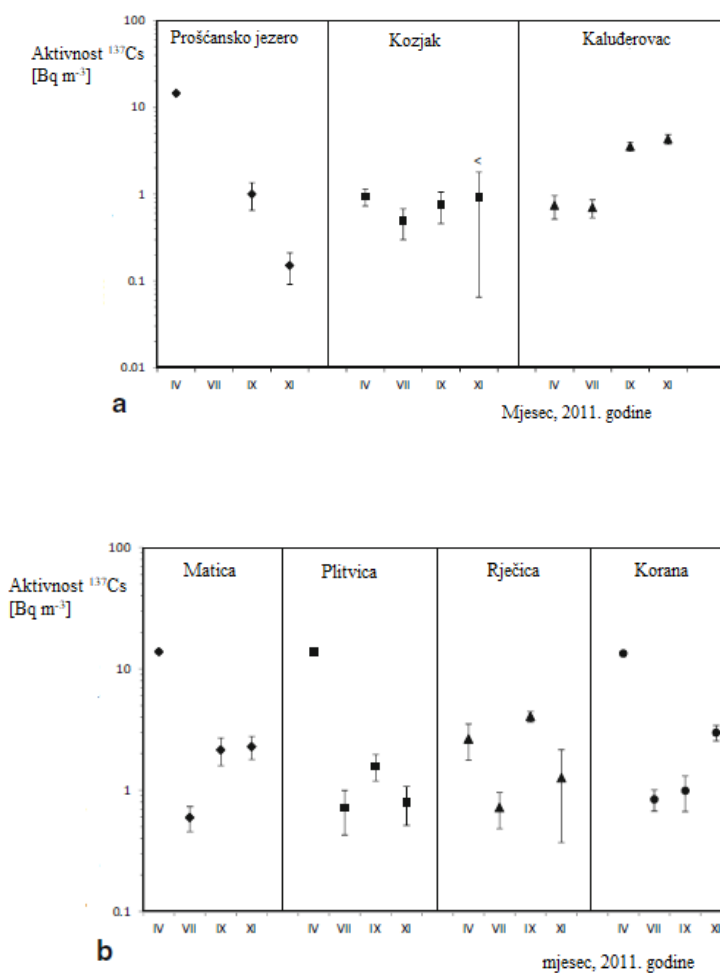 100
Prošćansko jezero Kozjak Kaluđerovac
Aktivnost ¹³⁷Cs
[Bq m⁻³]
10
<
1
0.1
0.01
IV VII IX XI IV VII IX XI IV VII IX XI
a
Mjesec, 2011. godine
100
Matica Plitvica Rječica Korana
Aktivnost ¹³⁷Cs
[Bq m⁻³]
10
1
0.1
IV VII IX XI IV VII IX XI IV VII IX XI IV VII IX XI
b
mjesec, 2011. godine